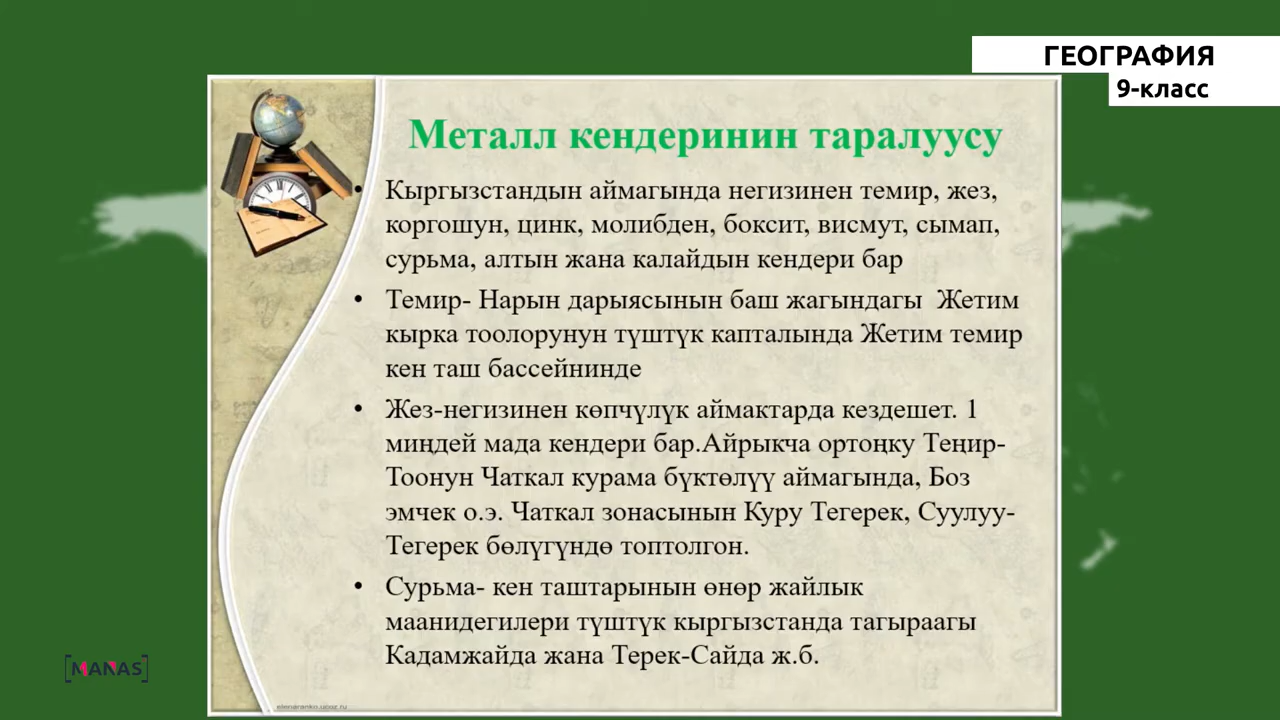 ГЕОГРАФИЯ
9-класс
Металл кендеринин таралуусу
• Кыргызстандын аймагында негизинен темир, жез,
коргошун, цинк, молибден, боксит, висмут, сымап,
сурьма, алтын жана калайдын кендери бар
• Темир- Нарын дарыясынын баш жагындагы Жетим
кырка тоолорунун түштүк капталында Жетим темир
кен таш бассейнинде
• Жез-негизинен көпчүлүк аймактарда кездешет. 1
миңдей мада кендери бар.Айрыкча ортоңку Теңир-
Тоонун Чаткал курама бүктөлүү аймагында, Боз
эмчек о.э. Чаткал зонасынын Куру Тегерек, Суулуу-
Тегерек бөлүгүндө топтолгон.
• Сурьма- кен таштарынын өнөр жайлык
маанидегилери түштүк кыргызстанда тагыраагы
Кадамжайда жана Терек-Сайда ж.б.
[MANAS]
elenaranko.ucoz.ru